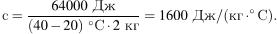 c = 64000 Дж / ((40 − 20) °C · 2 кг) = 1600 Дж/(кг ·° C).